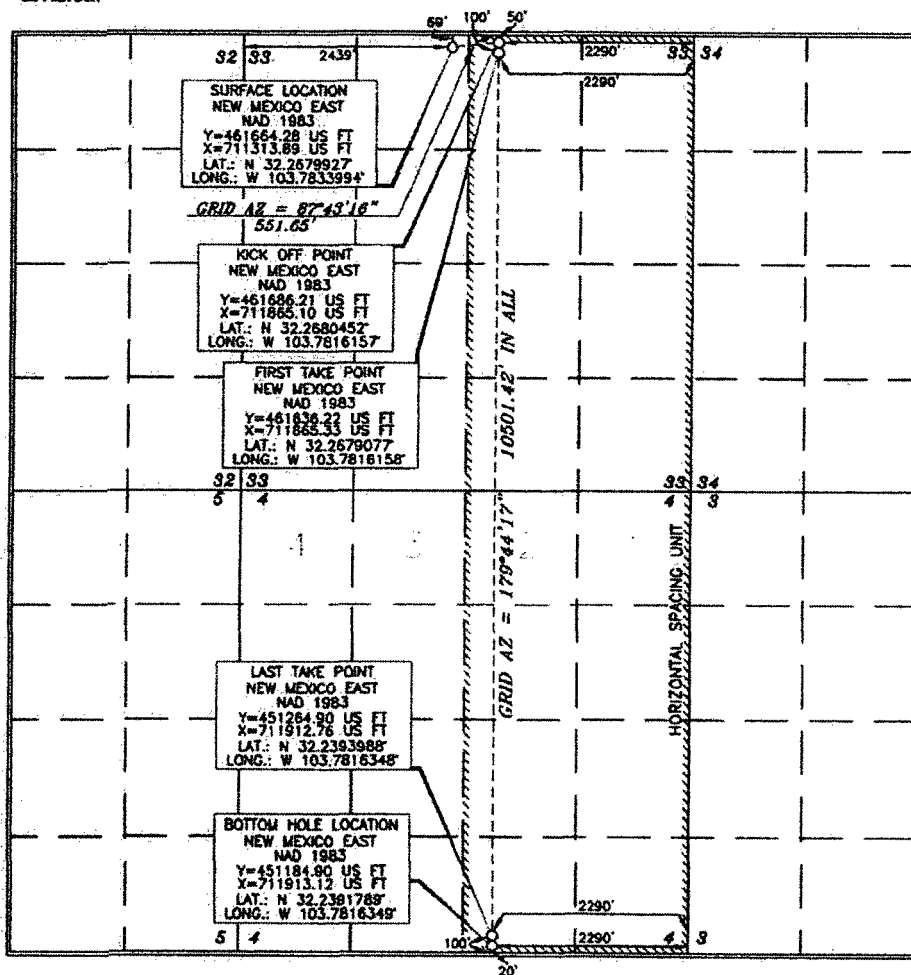 69'
100'
50'
32 33
2439'
2290'
33 34
2290'
SURFACE LOCATION
NEW MEXICO EAST
NAD 1983
Y=461664.28 US FT
X=711313.89 US FT
LAT.: N 32.2679927°
LONG.: W 103.7833994°
GRID AZ = 87°43'16"
551.65'
KICK OFF POINT
NEW MEXICO EAST
NAD 1983
Y=461686.21 US FT
X=711865.10 US FT
LAT.: N 32.2680452°
LONG.: W 103.7816157°
FIRST TAKE POINT
NEW MEXICO EAST
NAD 1983
Y=461636.22 US FT
X=711865.33 US FT
LAT.: N 32.2679077°
LONG.: W 103.7816158°
GRID AZ = 179°44'17" 10501.42' IN ALL
HORIZONTAL SPACING UNIT
32 33
33 34
5 4
4 3
4 3 2
LAST TAKE POINT
NEW MEXICO EAST
NAD 1983
Y=451264.90 US FT
X=711912.76 US FT
LAT.: N 32.2393988°
LONG.: W 103.7816348°
BOTTOM HOLE LOCATION
NEW MEXICO EAST
NAD 1983
Y=451184.90 US FT
X=711913.12 US FT
LAT.: N 32.2391789°
LONG.: W 103.7816349°
2290'
5 4
100'
2290'
4 3
20'